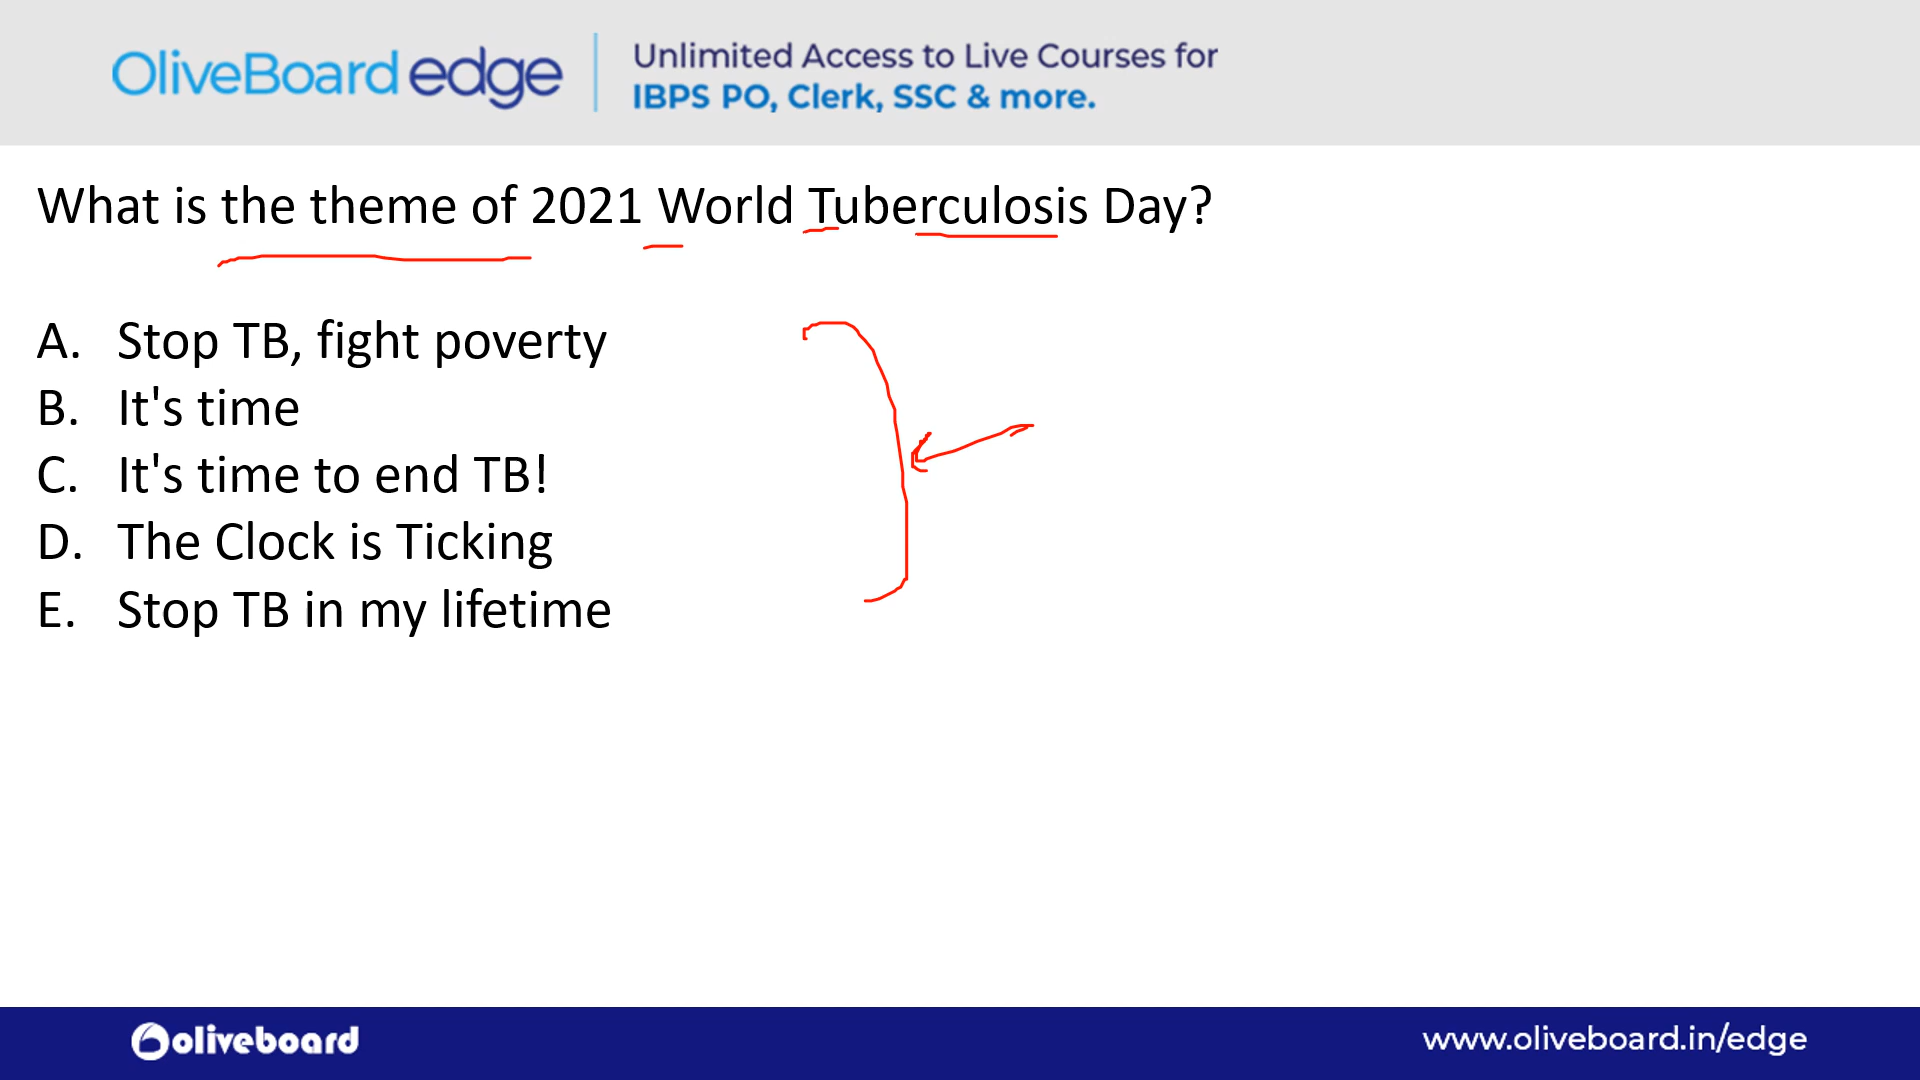 OliveBoard edge
Unlimited Access to Live Courses for
IBPS PO, Clerk, SSC & more.
What is the theme of 2021 World Tuberculosis Day?
A. Stop TB, fight poverty
B. It's time
C. It's time to end TB!
D. The Clock is Ticking
E. Stop TB in my lifetime
oliveboard
www.oliveboard.in/edge